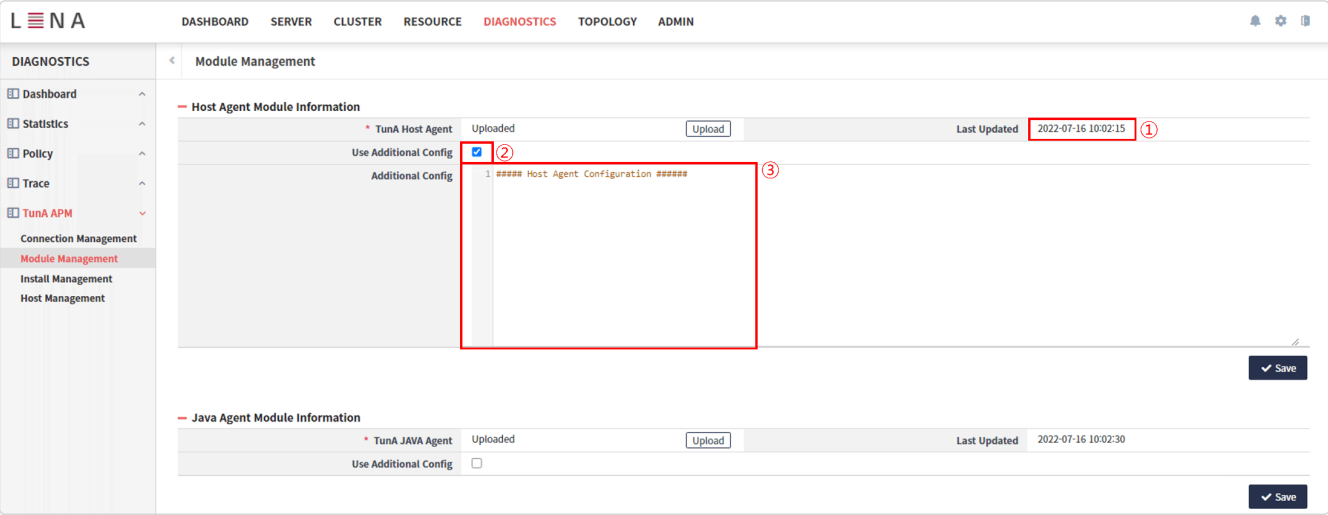 LENA
DASHBOARD SERVER CLUSTER RESOURCE DIAGNOSTICS TOPOLOGY ADMIN
DIAGNOSTICS
Dashboard
Statistics
Policy
Trace
TunA APM
Connection Management
Module Management
Install Management
Host Management
Module Management
Host Agent Module Information
* TunA Host Agent Uploaded Upload Last Updated 2022-07-16 10:02:15 ①
Use Additional Config ②
Additional Config 1 ##### Host Agent Configuration ###### ③
Save
Java Agent Module Information
* TunA JAVA Agent Uploaded Upload Last Updated 2022-07-16 10:02:30
Use Additional Config
Save